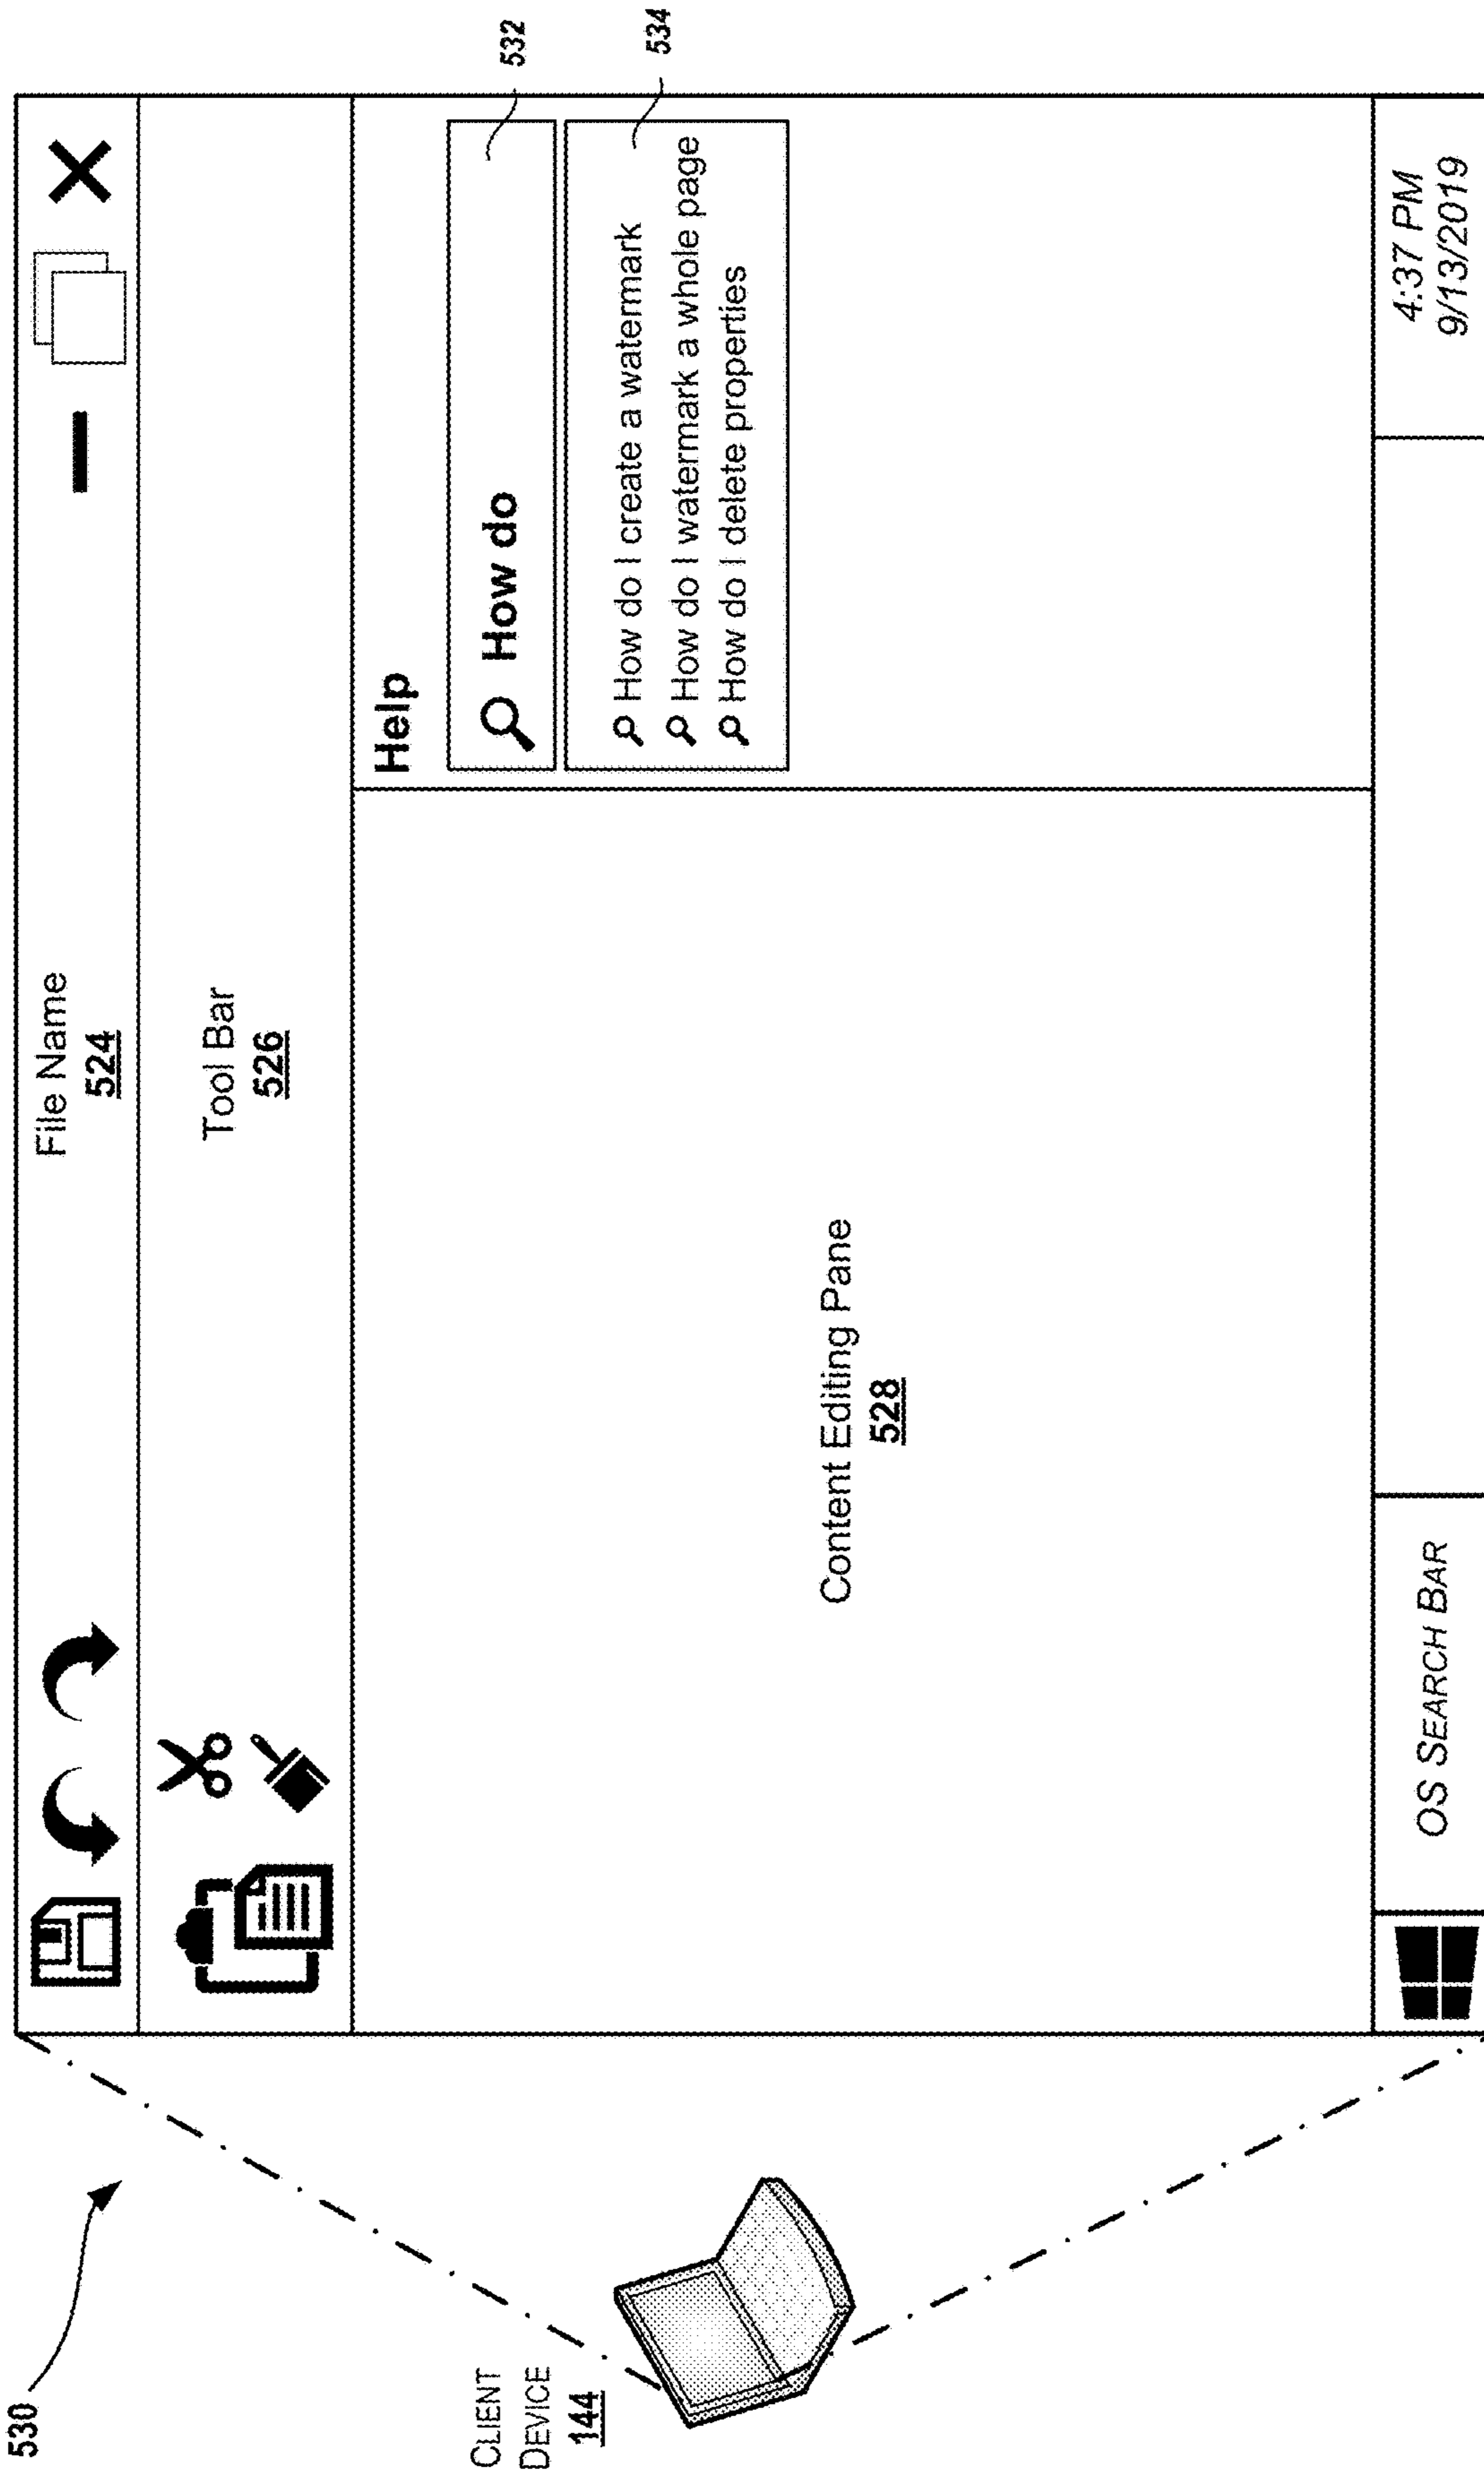 530
File Name
524
Tool Bar
526
Help
How do
532
How do I create a watermark
How do I watermark a whole page
How do I delete properties
534
Content Editing Pane
528
CLIENT
DEVICE
144
OS SEARCH BAR
4:37 PM
9/13/2019